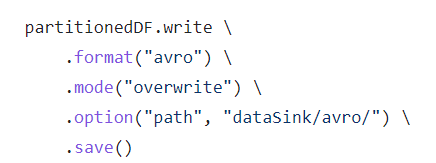 partitionedDF.write \
    .format("avro") \
    .mode("overwrite") \
    .option("path", "dataSink/avro/") \
    .save()